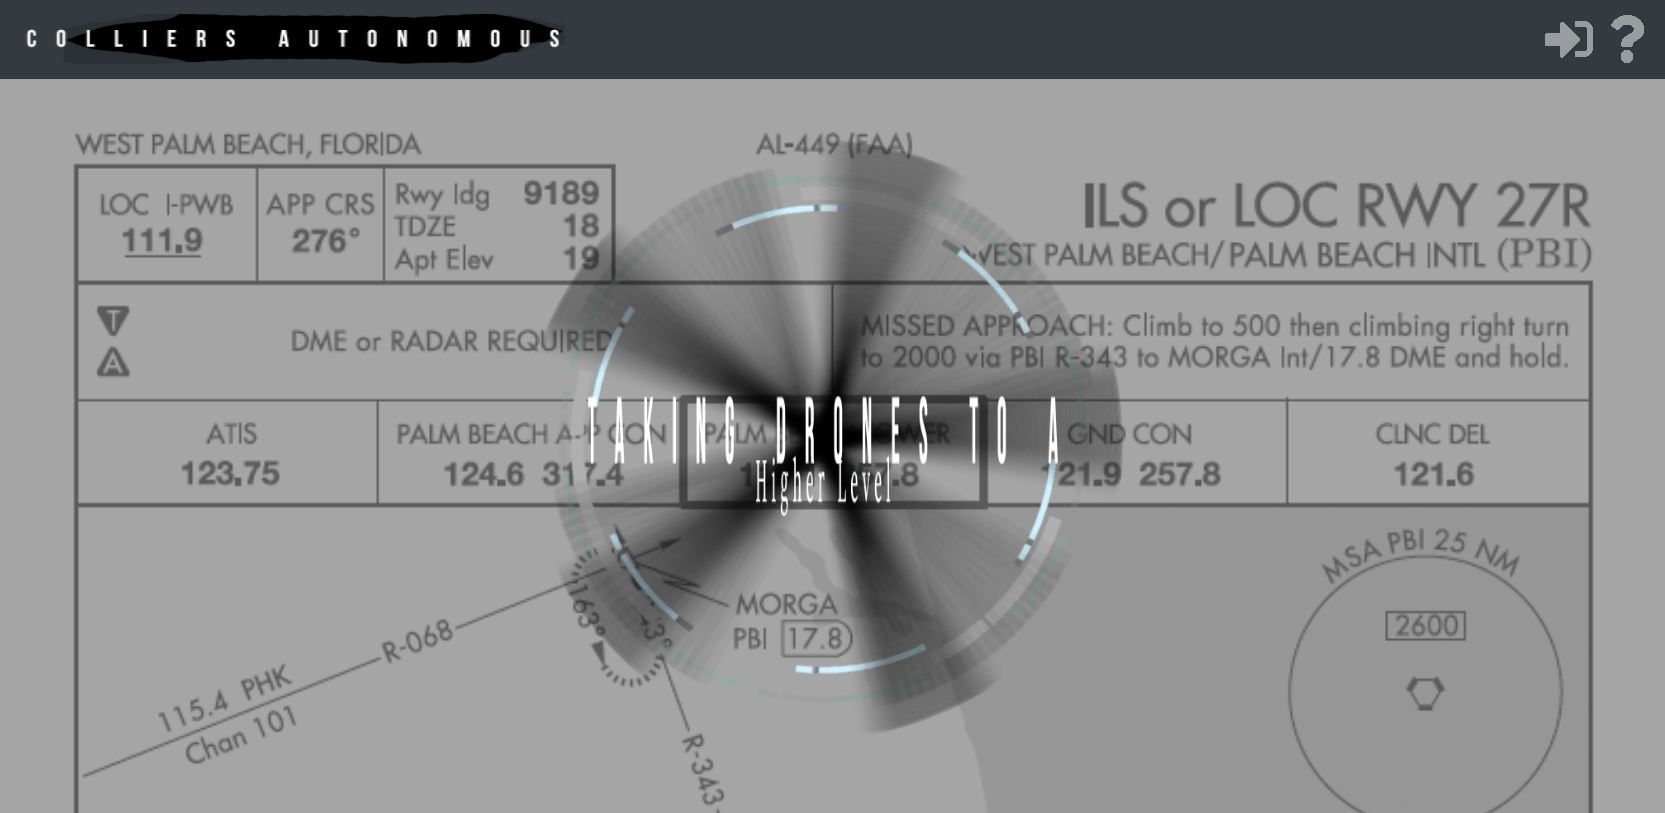 COLLIERS AUTONOMOUS
?
WEST PALM BEACH, FLORIDA
AL-449 (FAA)
LOC I-PWB
111.9
APP CRS
276°
Rwy ldg 9189
TDZE 18
Apt Elev 19
ILS or LOC RWY 27R
WEST PALM BEACH/PALM BEACH INTL (PBI)
T
A
DME or RADAR REQUIRED
MISSED APPROACH: Climb to 500 then climbing right turn
to 2000 via PBI R-343 to MORGA Int/17.8 DME and hold.
ATIS
123.75
PALM BEACH APP CON
124.6 317.4
PALM
TAKING DRONES TO A
Higher Level
GND CON
121.9 257.8
CLNC DEL
121.6
MSA PBI 25 NM
2600
MORGA
PBI 17.8
163°
R-068
115.4 PHK
Chan 101
R-343